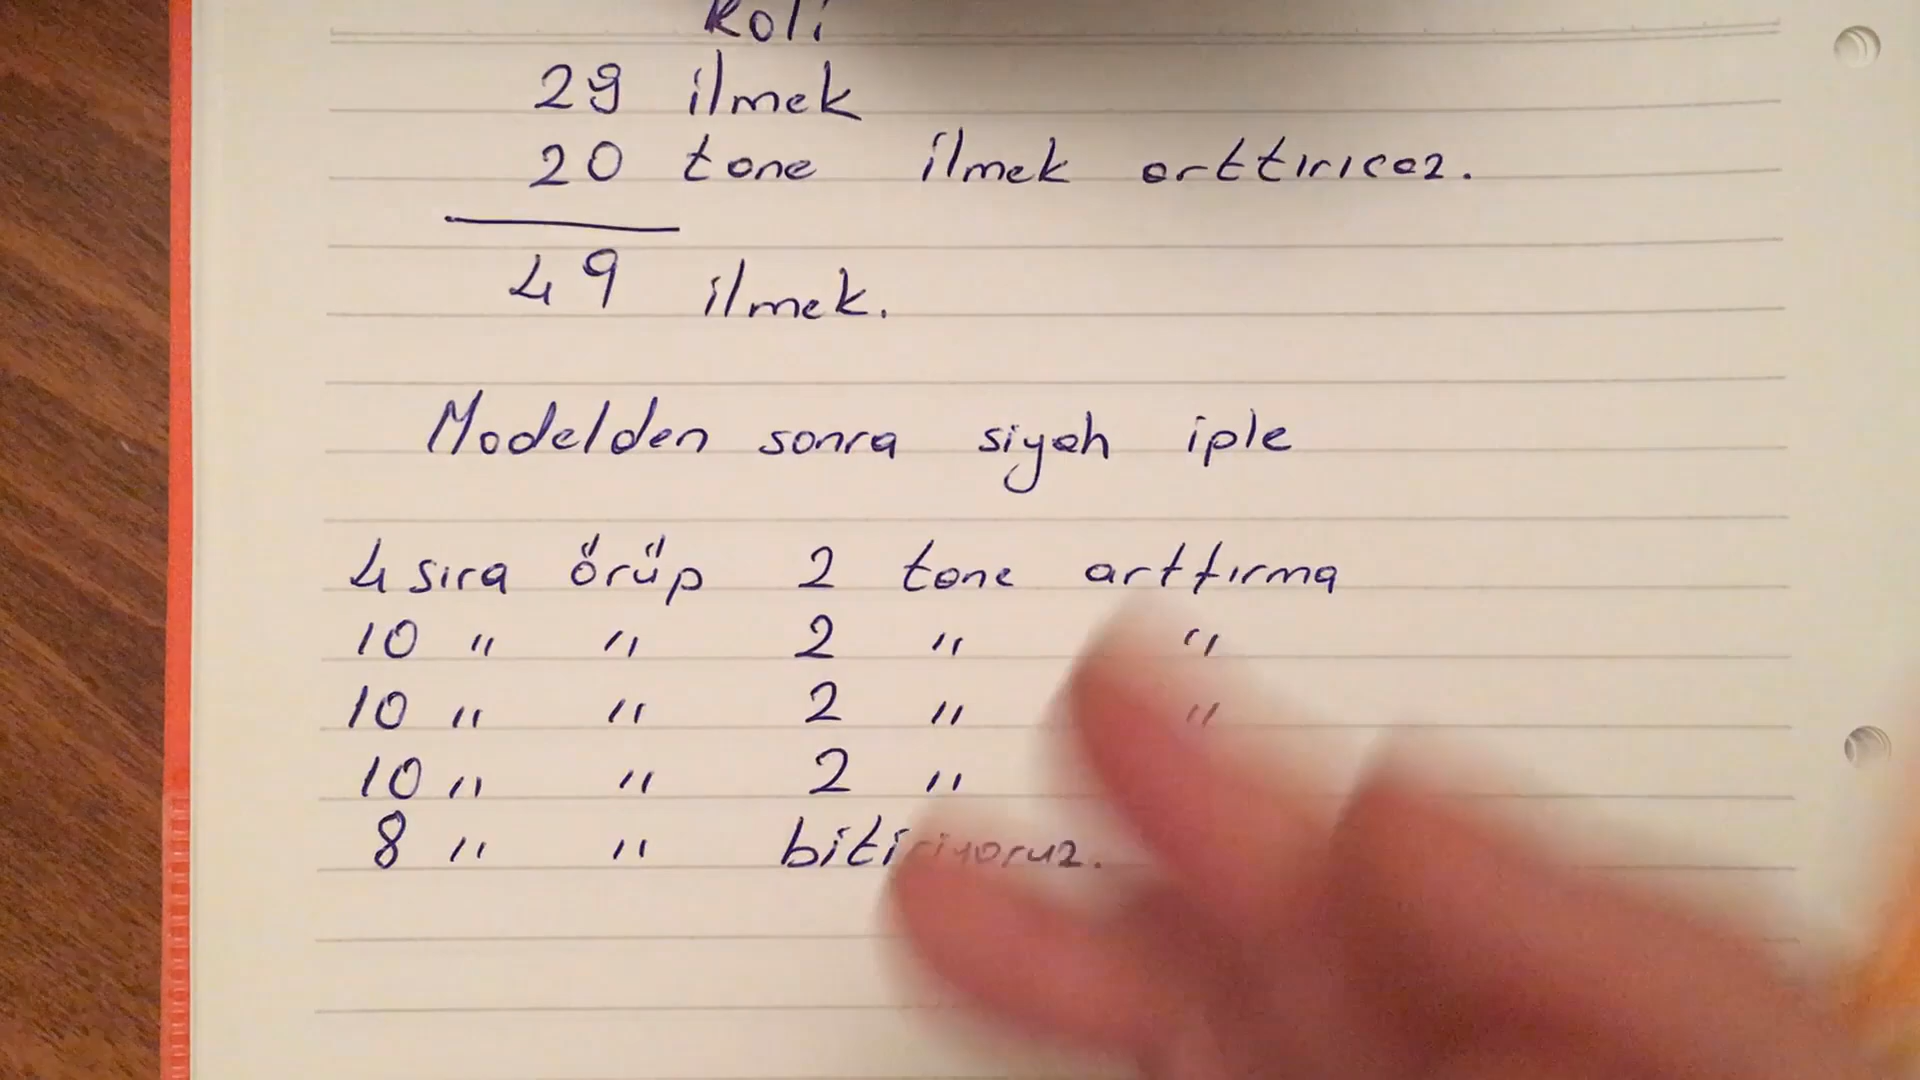 Kolı
29 ilmek
20 tane ilmek arttırıcaz.
49 ilmek.
Modelden sonra siyah iple
4 sıra örüp 2 tane arttırma
10 " " 2 " "
10 " " 2 " "
10 " " 2 "
8 " " bitiriyoruz.